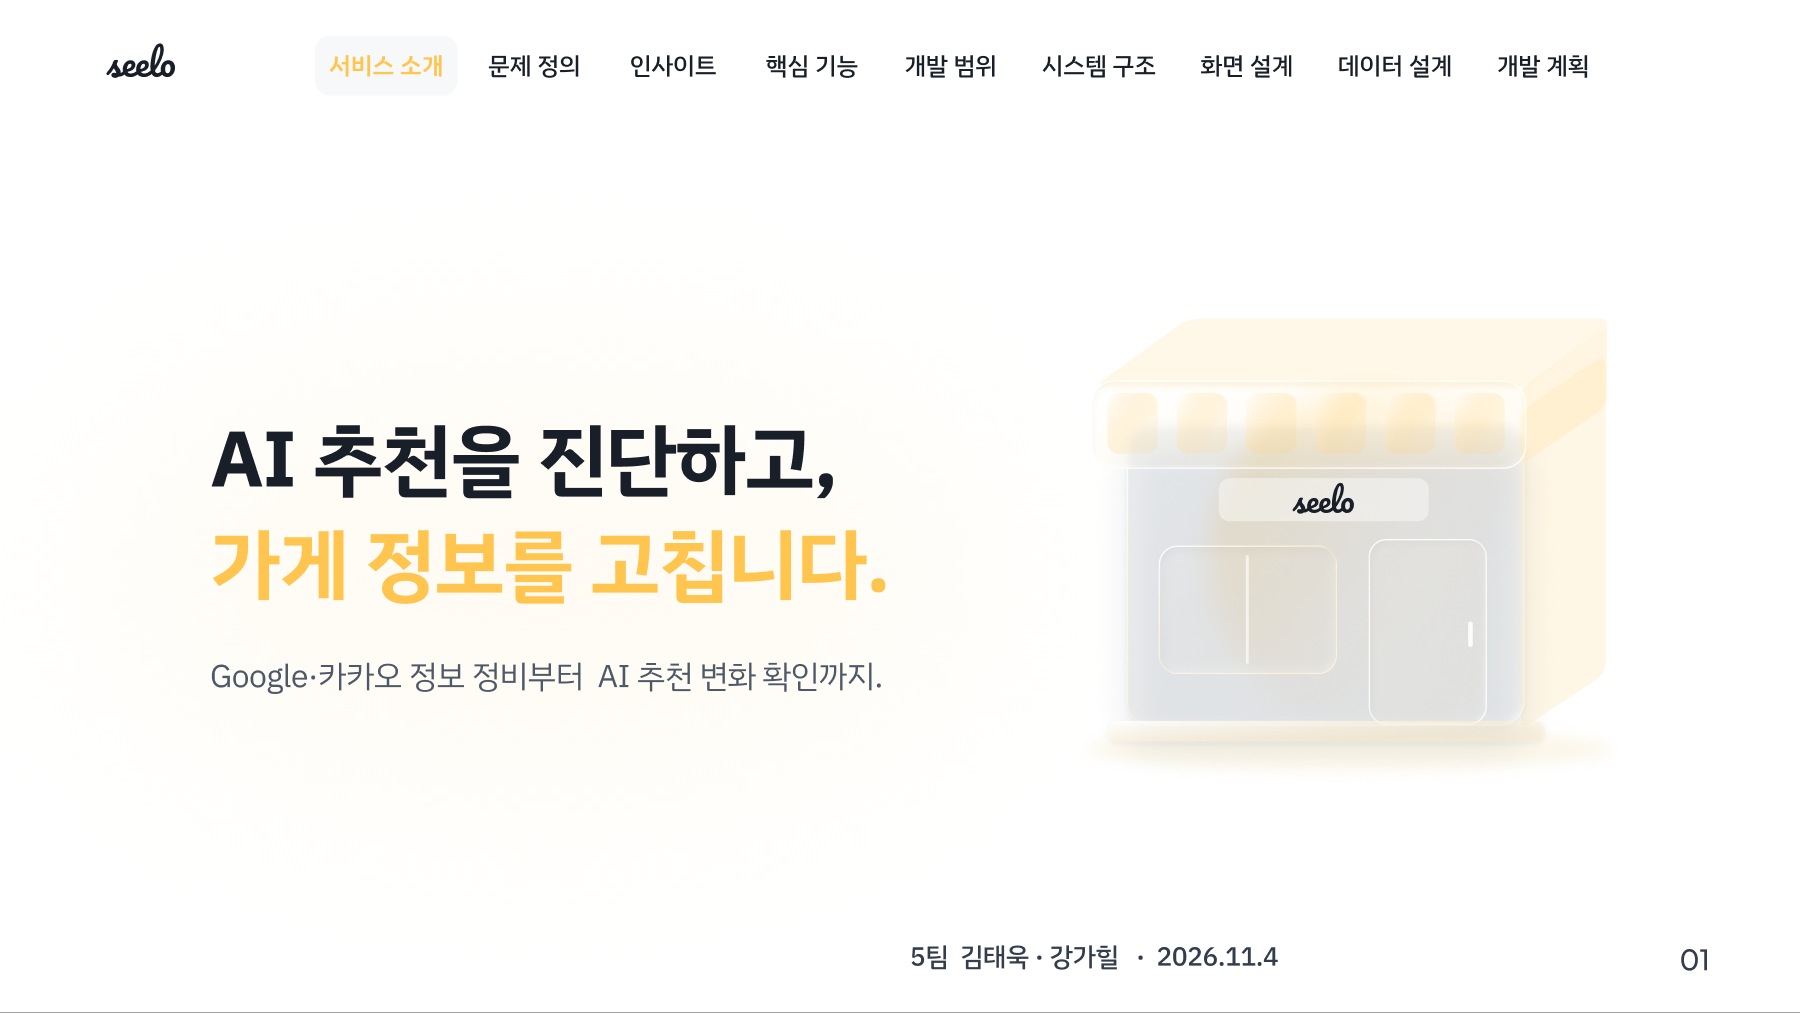 seelo
서비스 소개 문제 정의 인사이트 핵심 기능 개발 범위 시스템 구조 화면 설계 데이터 설계 개발 계획
AI 추천을 진단하고,
가게 정보를 고칩니다.
Google·카카오 정보 정비부터 AI 추천 변화 확인까지.
seelo
5팀 김태욱 · 강가힐 · 2026.11.4
01